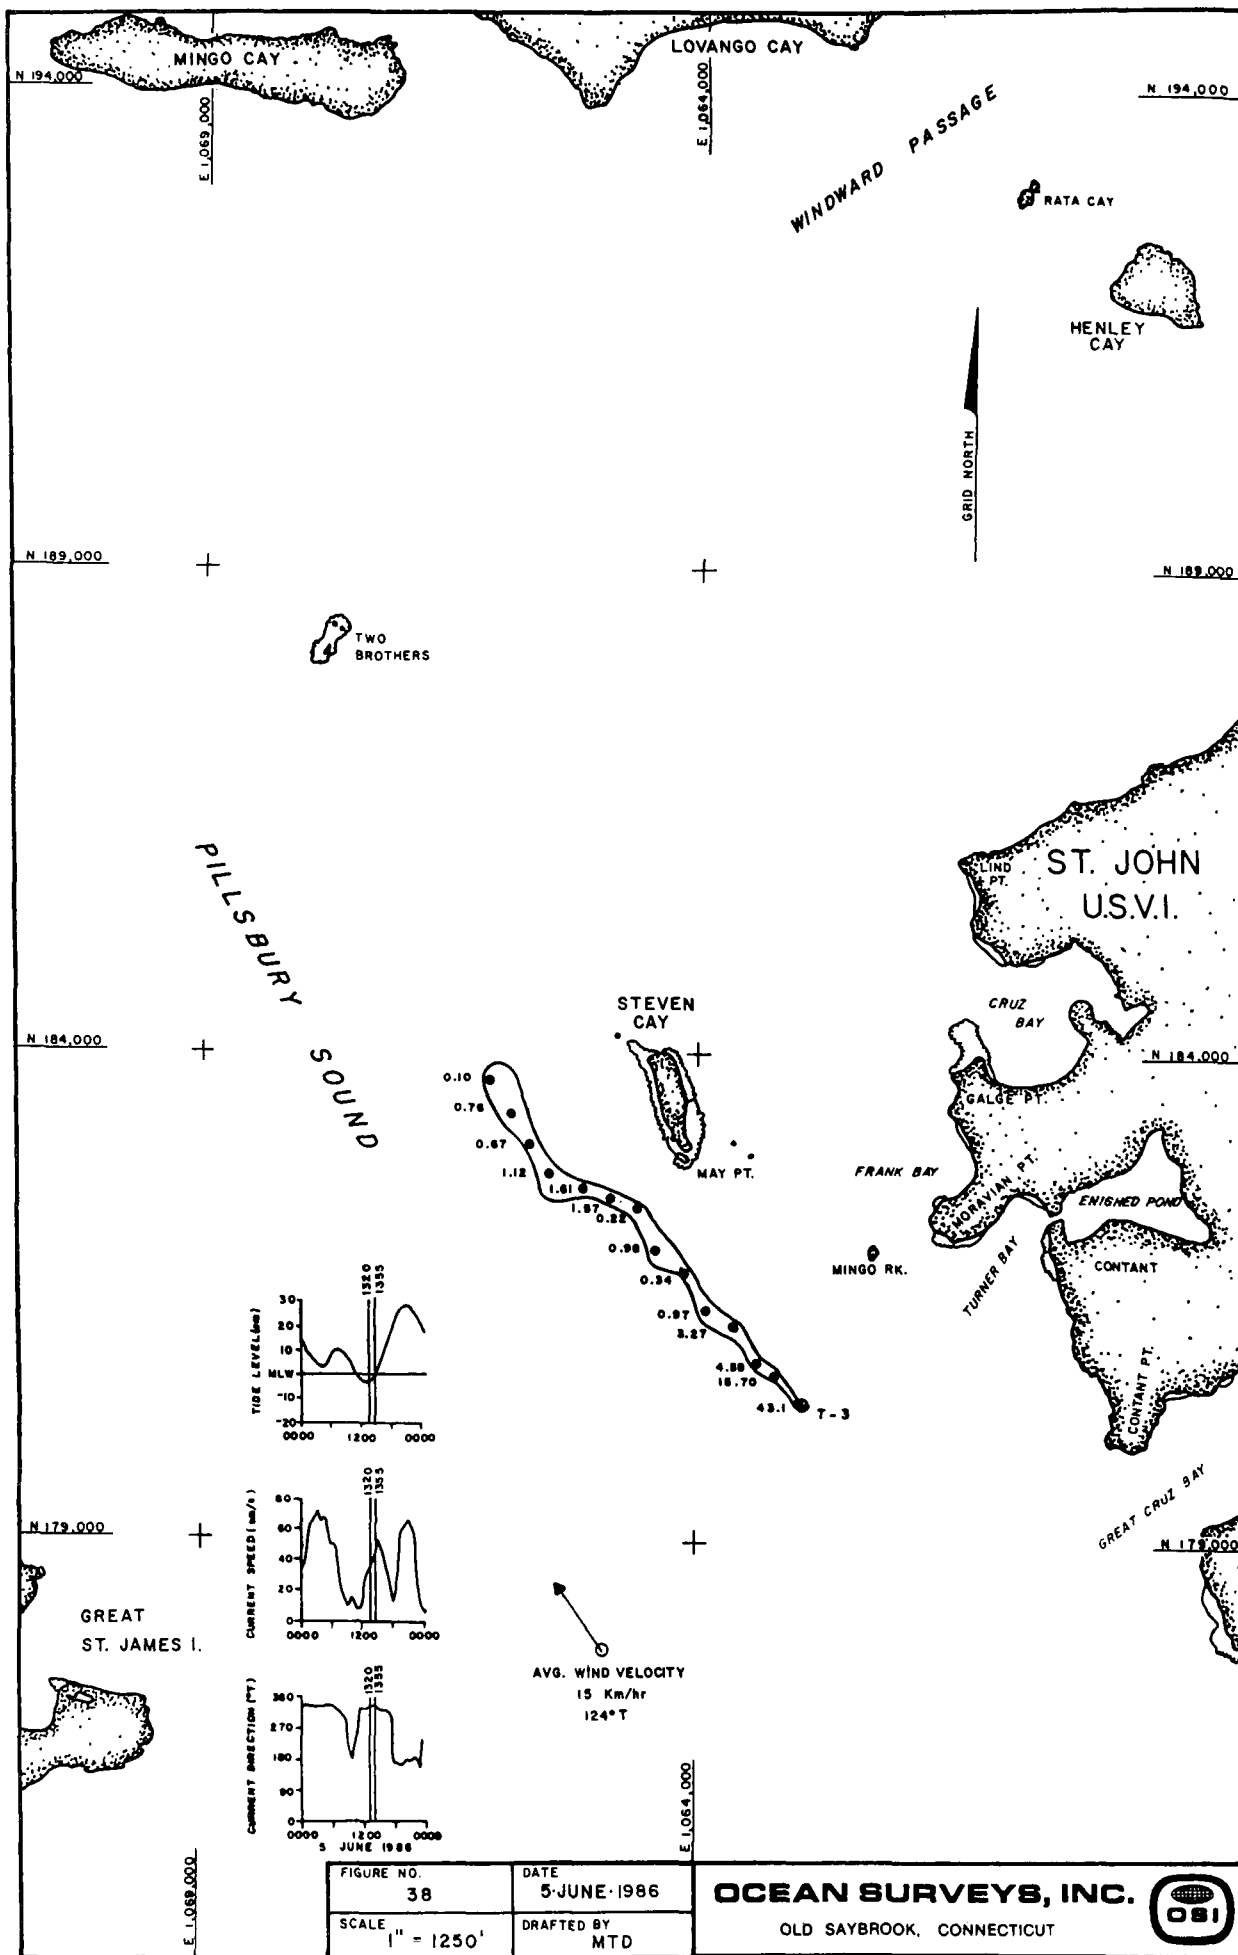 MINGO CAY
LOVANGO CAY
N 194,000
N 194,000
E 1,069,000
E 1,064,000
WINDWARD PASSAGE
RATA CAY
HENLEY
CAY
GRID NORTH
N 189,000
N 189,000
TWO
BROTHERS
PILLSBURY SOUND
LIND
PT.
ST. JOHN
U.S.V.I.
STEVEN
CAY
CRUZ
BAY
N 184,000
N 184,000
GALGE PT.
0.10
0.76
0.67
1.12
1.61
1.97
0.22
0.98
0.34
0.97
3.27
4.88
15.70
43.1
T-3
MAY PT.
FRANK BAY
MORAVIAN PT.
ENIGHED POND
MINGO RK.
TURNER BAY
CONTANT
CONTANT PT.
GREAT CRUZ BAY
TIDE LEVEL (cm)
1320
1355
30
20
10
MLW
-10
-20
0000 1200 0000
CURRENT SPEED (cm/s)
1320
1355
80
60
40
20
0
0000 1200 0000
N 179,000
N 179,000
GREAT
ST. JAMES I.
AVG. WIND VELOCITY
15 Km/hr
124°T
CURRENT DIRECTION (°T)
1320
1355
360
270
180
90
0
0000 1200 0000
5 JUNE 1986
E 1,069,000
E 1,064,000
FIGURE NO.
38
DATE
5·JUNE·1986
SCALE
1" = 1250'
DRAFTED BY
MTD
OCEAN SURVEYS, INC.
OLD SAYBROOK, CONNECTICUT
OSI